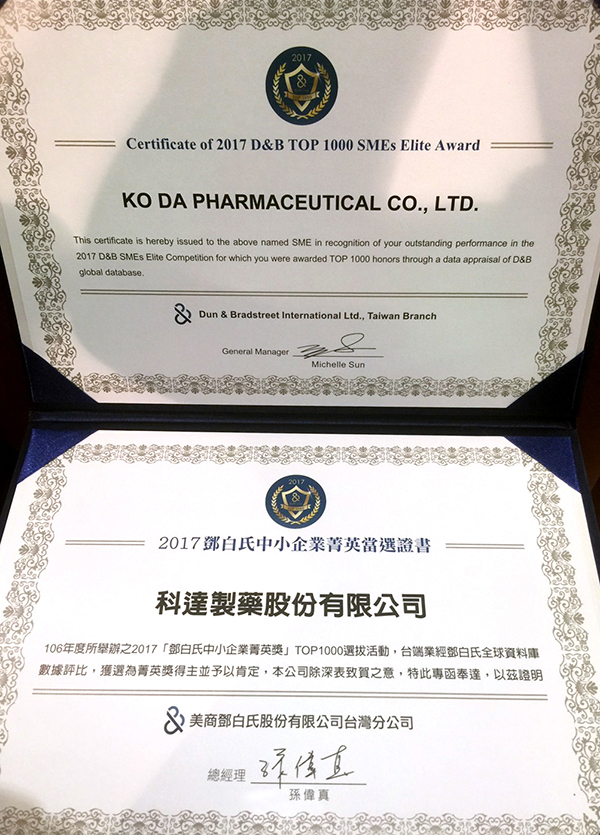 2017
Certificate of 2017 D&B TOP 1000 SMEs Elite Award
KO DA PHARMACEUTICAL CO., LTD.
This certificate is hereby issued to the above named SME in recognition of your outstanding performance in the
2017 D&B SMEs Elite Competition for which you were awarded TOP 1000 honors through a data appraisal of D&B
global database.
Dun & Bradstreet International Ltd., Taiwan Branch
General Manager
Michelle Sun
2017
2017鄧白氏中小企業菁英當選證書
科達製藥股份有限公司
106年度所舉辦之2017「鄧白氏中小企業菁英獎」TOP1000選拔活動，台端業經鄧白氏全球資料庫
數據評比，獲選為菁英獎得主並予以肯定，本公司除深表致賀之意，特此專函奉達，以茲證明
美商鄧白氏股份有限公司台灣分公司
總經理 孫偉真
孫偉真